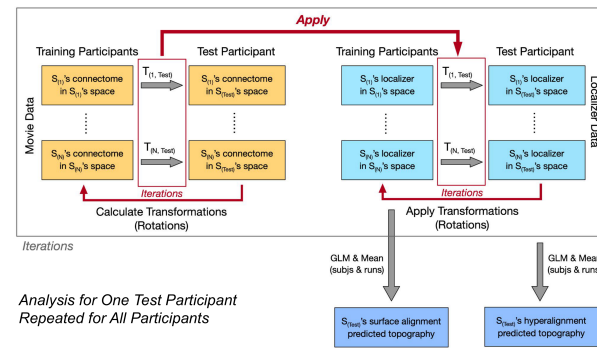 Apply
Training Participants
Test Participant
Training Participants
Test Participant
Movie Data
S(1)'s connectome
in S(1)'s space
T(1, Test)
S(1)'s connectome
in S(Test)'s space
S(1)'s localizer
in S(1)'s space
T(1, Test)
S(1)'s localizer
in S(Test)'s space
Localizer Data
S(N)'s connectome
in S(N)'s space
T(N, Test)
S(N)'s connectome
in S(Test)'s space
S(N)'s localizer
in S(N)'s space
T(N, Test)
S(N)'s localizer
in S(Test)'s space
Iterations
Iterations
Calculate Transformations
(Rotations)
Apply Transformations
(Rotations)
Iterations
GLM & Mean
(subjs & runs)
GLM & Mean
(subjs & runs)
Analysis for One Test Participant
Repeated for All Participants
S(Test)'s surface alignment
predicted topography
S(Test)'s hyperalignment
predicted topography